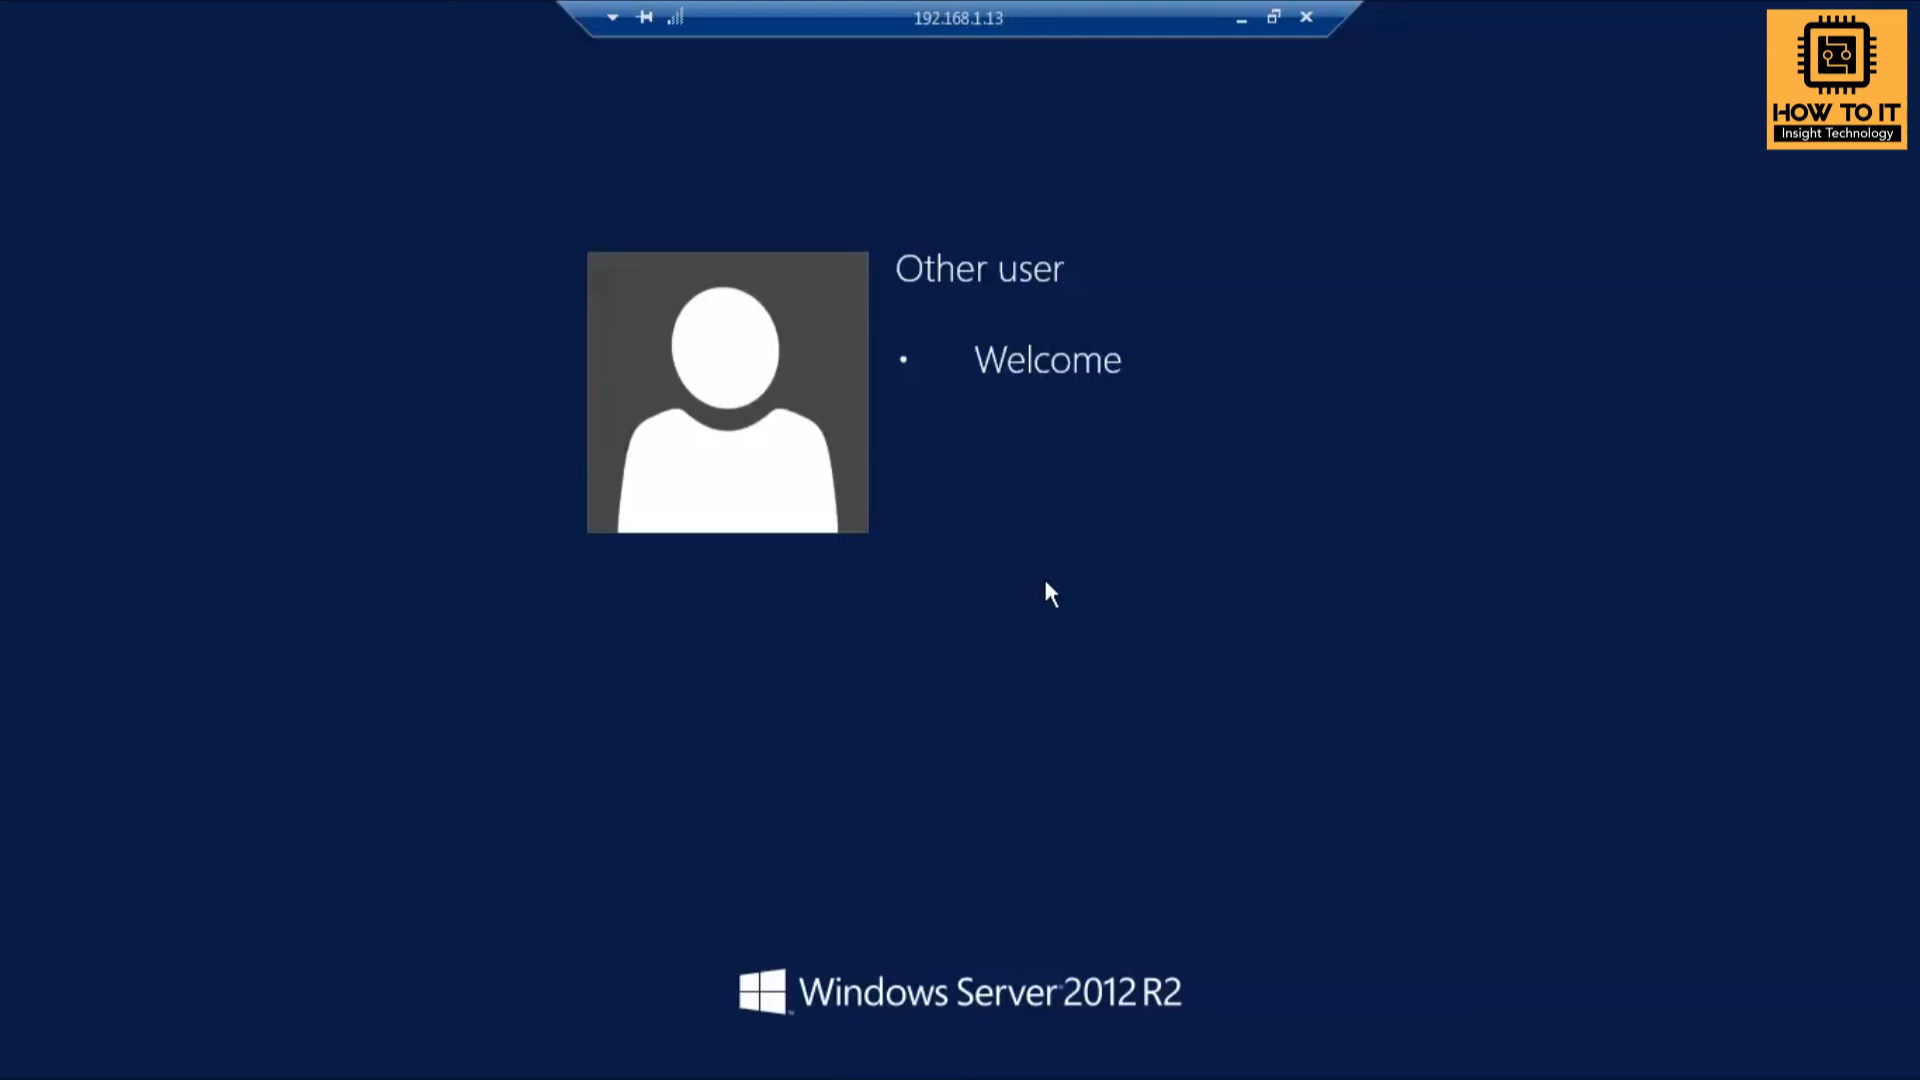 192.168.1.13
HOW TO IT
Insight Technology
Other user
Welcome
Windows Server 2012 R2